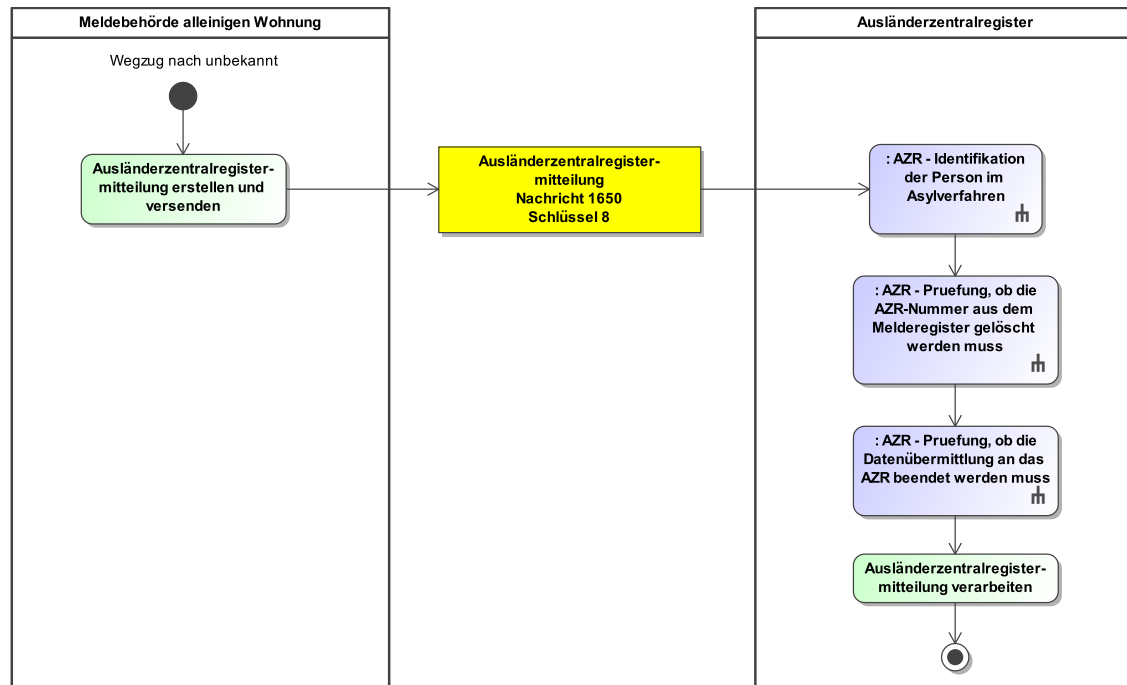 Meldebehörde alleinigen Wohnung
Ausländerzentralregister
Wegzug nach unbekannt
Ausländerzentralregister-
mitteilung erstellen und
versenden
Ausländerzentralregister-
mitteilung
Nachricht 1650
Schlüssel 8
: AZR - Identifikation
der Person im
Asylverfahren
: AZR - Pruefung, ob die
AZR-Nummer aus dem
Melderegister gelöscht
werden muss
: AZR - Pruefung, ob die
Datenübermittlung an das
AZR beendet werden muss
Ausländerzentralregister-
mitteilung verarbeiten